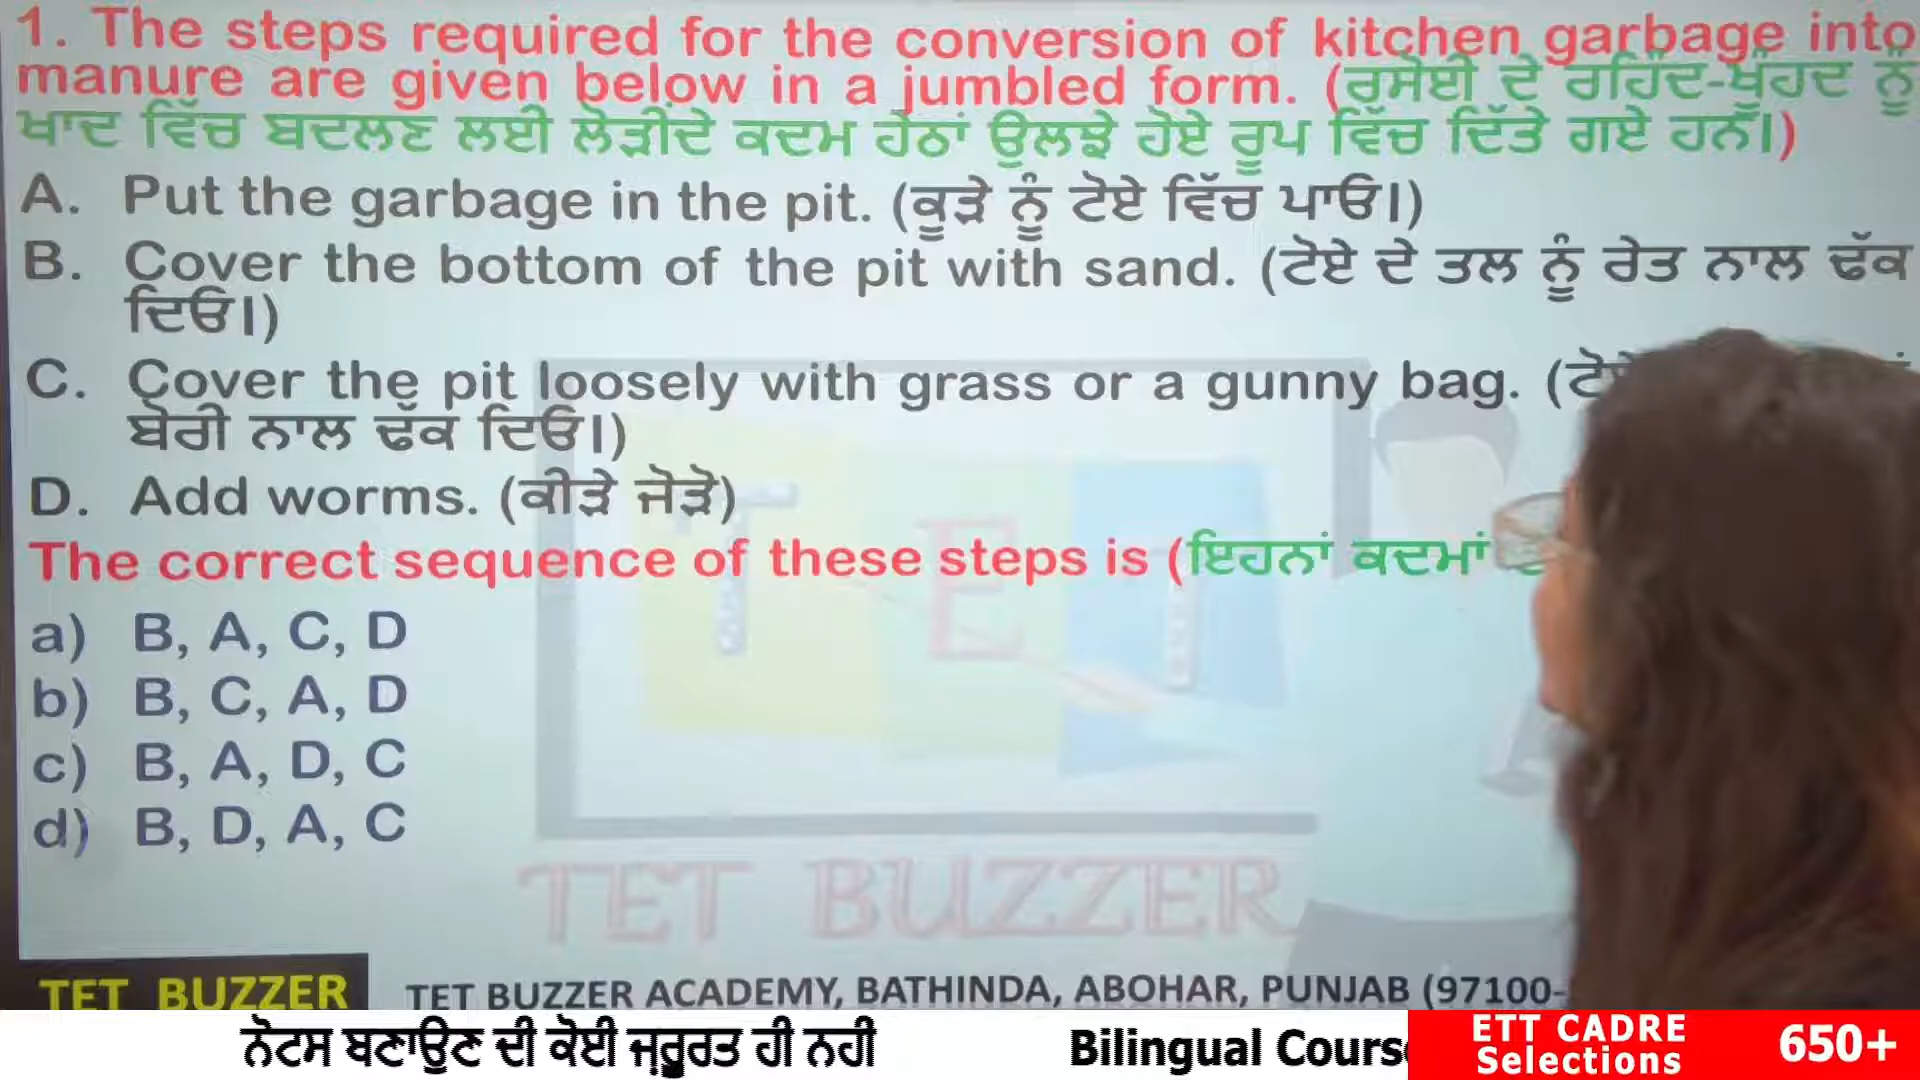 1. The steps required for the conversion of kitchen garbage into
manure are given below in a jumbled form. (ਰਸੋਈ ਦੇ ਰਹਿੰਦ-ਖੂੰਹਦ ਨੂੰ
ਖਾਦ ਵਿੱਚ ਬਦਲਣ ਲਈ ਲੋੜੀਂਦੇ ਕਦਮ ਹੇਠਾਂ ਉਲਝੇ ਹੋਏ ਰੂਪ ਵਿੱਚ ਦਿੱਤੇ ਗਏ ਹਨ।)
A. Put the garbage in the pit. (ਕੂੜੇ ਨੂੰ ਟੋਏ ਵਿੱਚ ਪਾਓ।)
B. Cover the bottom of the pit with sand. (ਟੋਏ ਦੇ ਤਲ ਨੂੰ ਰੇਤ ਨਾਲ ਢੱਕ
ਦਿਓ।)
C. Cover the pit loosely with grass or a gunny bag. (
ਬੋਰੀ ਨਾਲ ਢੱਕ ਦਿਓ।)
D. Add worms. (ਕੀੜੇ ਜੋੜੋ)
The correct sequence of these steps is (ਇਹਨਾਂ ਕਦਮਾਂ
a) B, A, C, D
b) B, C, A, D
c) B, A, D, C
d) B, D, A, C
TET
TET BUZZER
TET BUZZER
TET BUZZER ACADEMY, BATHINDA, ABOHAR, PUNJAB (97100-
ਨੋਟਸ ਬਣਾਉਣ ਦੀ ਕੋਈ ਜ਼ਰੂਰਤ ਹੀ ਨਹੀ
Bilingual
ETT CADRE
Selections
650+